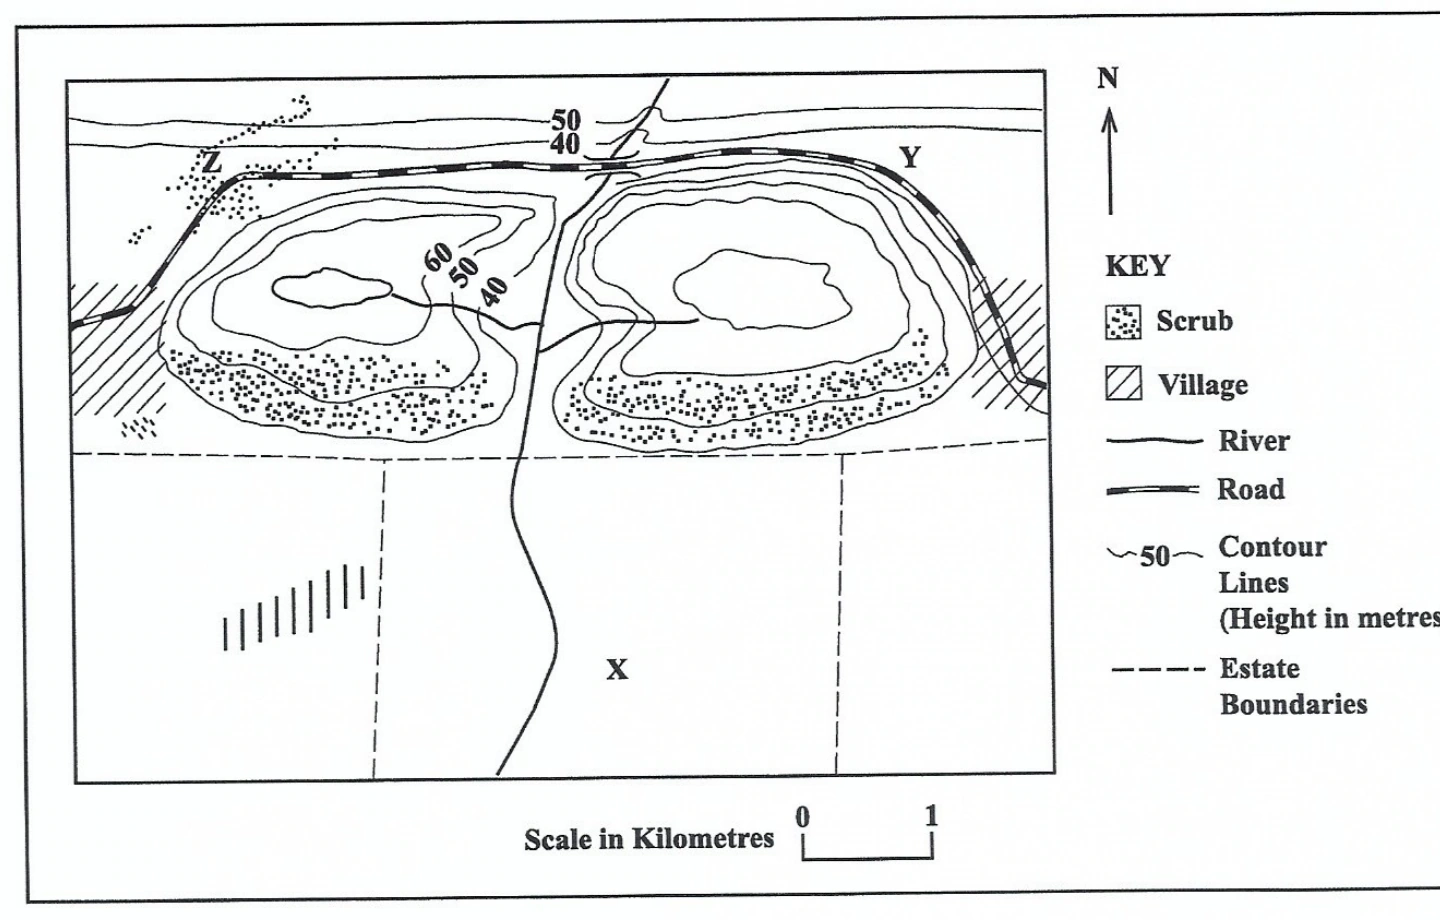 N
50
40
Z
Y
60
50
40
X
KEY
Scrub
Village
River
Road
50
Contour
Lines
(Height in metres
Estate
Boundaries
0 1
Scale in Kilometres